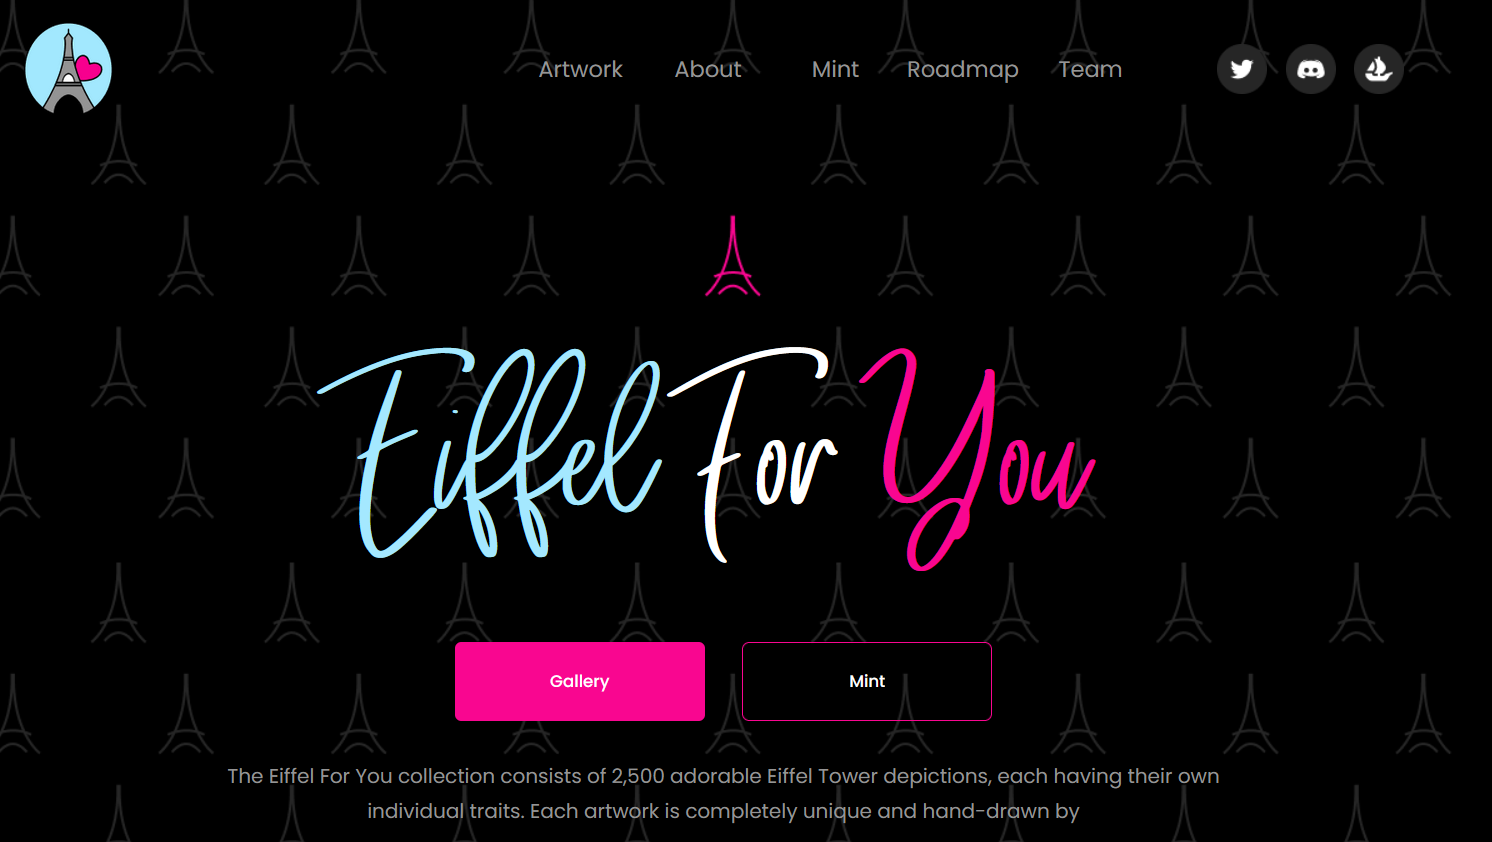 Artwork About Mint Roadmap Team
Eiffel For You
Gallery Mint
The Eiffel For You collection consists of 2,500 adorable Eiffel Tower depictions, each having their own
individual traits. Each artwork is completely unique and hand-drawn by